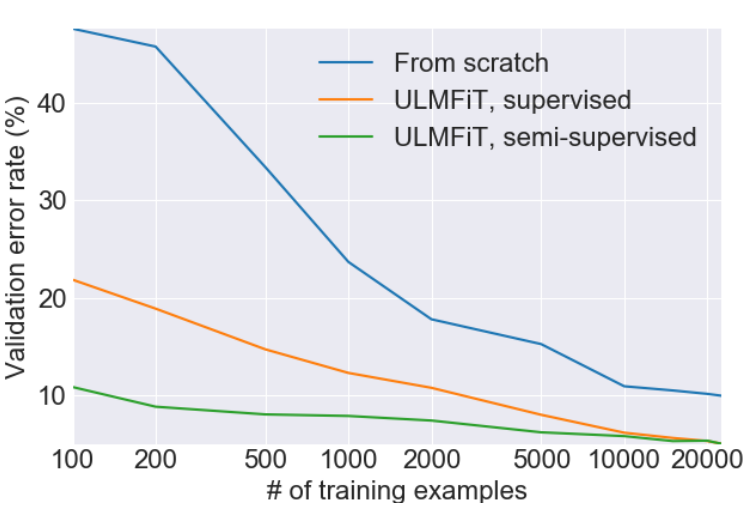 From scratch
ULMFiT, supervised
ULMFiT, semi-supervised
Validation error rate (%)
40
30
20
10
100 200 500 1000 2000 5000 10000 20000
# of training examples